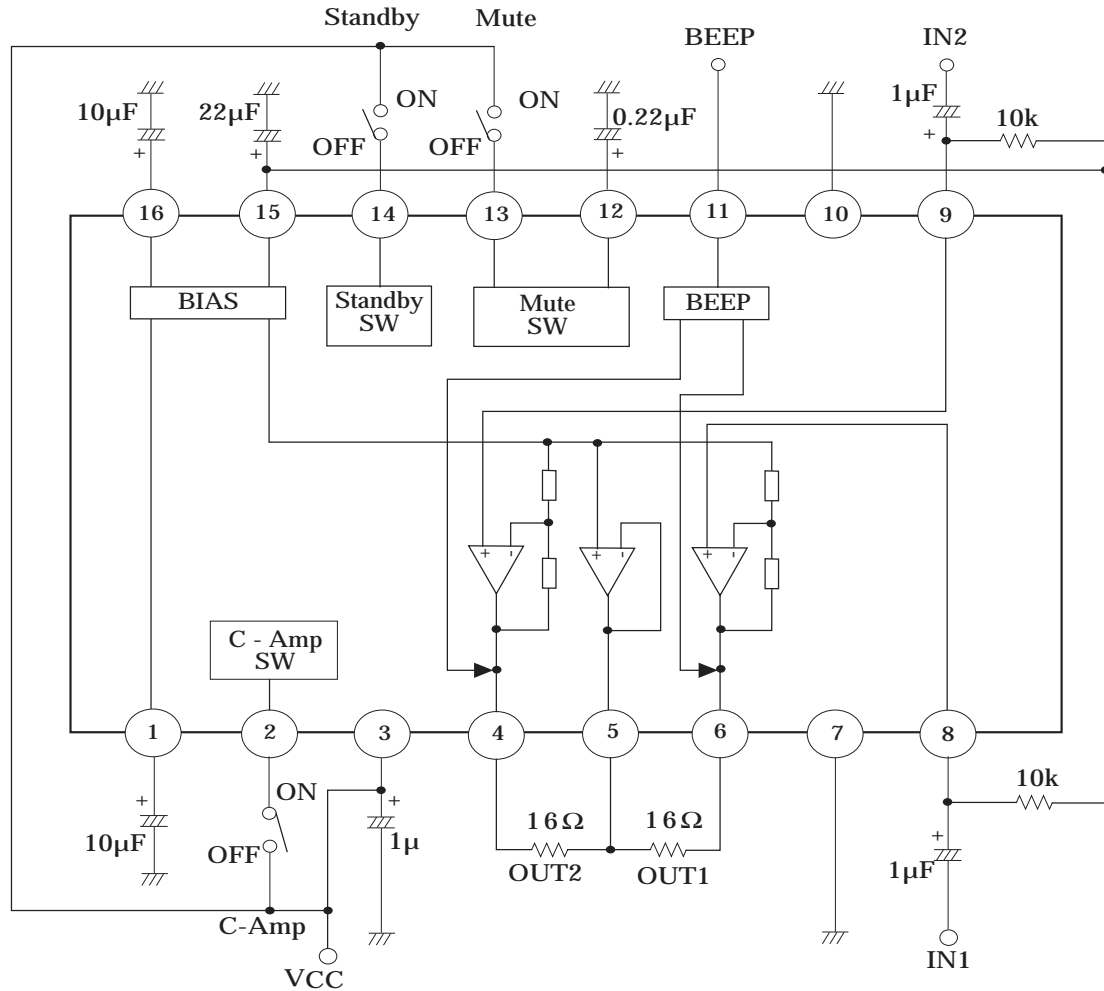 Standby Mute
BEEP IN2
10μF 22μF ON ON 0.22μF 1μF 10k
+ + OFF OFF + +
16 15 14 13 12 11 10 9
BIAS Standby SW Mute SW BEEP
+ - + - + -
C - Amp
SW
1 2 3 4 5 6 7 8
+ ON + 10k
10μF OFF 1μ 16Ω 16Ω +
OUT2 OUT1 1μF
C-Amp
VCC IN1